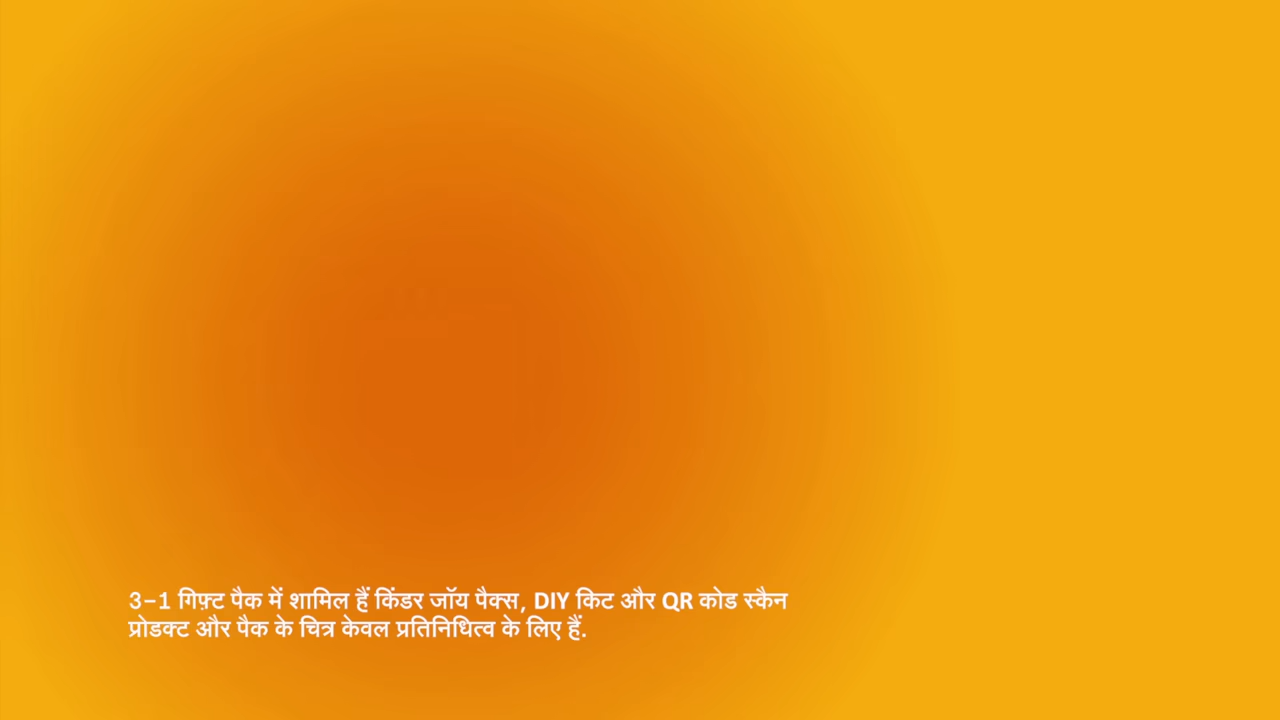 3-1 गिफ़्ट पैक में शामिल हैं किंडर जॉय पैक्स, DIY किट और QR कोड स्कैन
प्रोडक्ट और पैक के चित्र केवल प्रतिनिधित्व के लिए हैं.